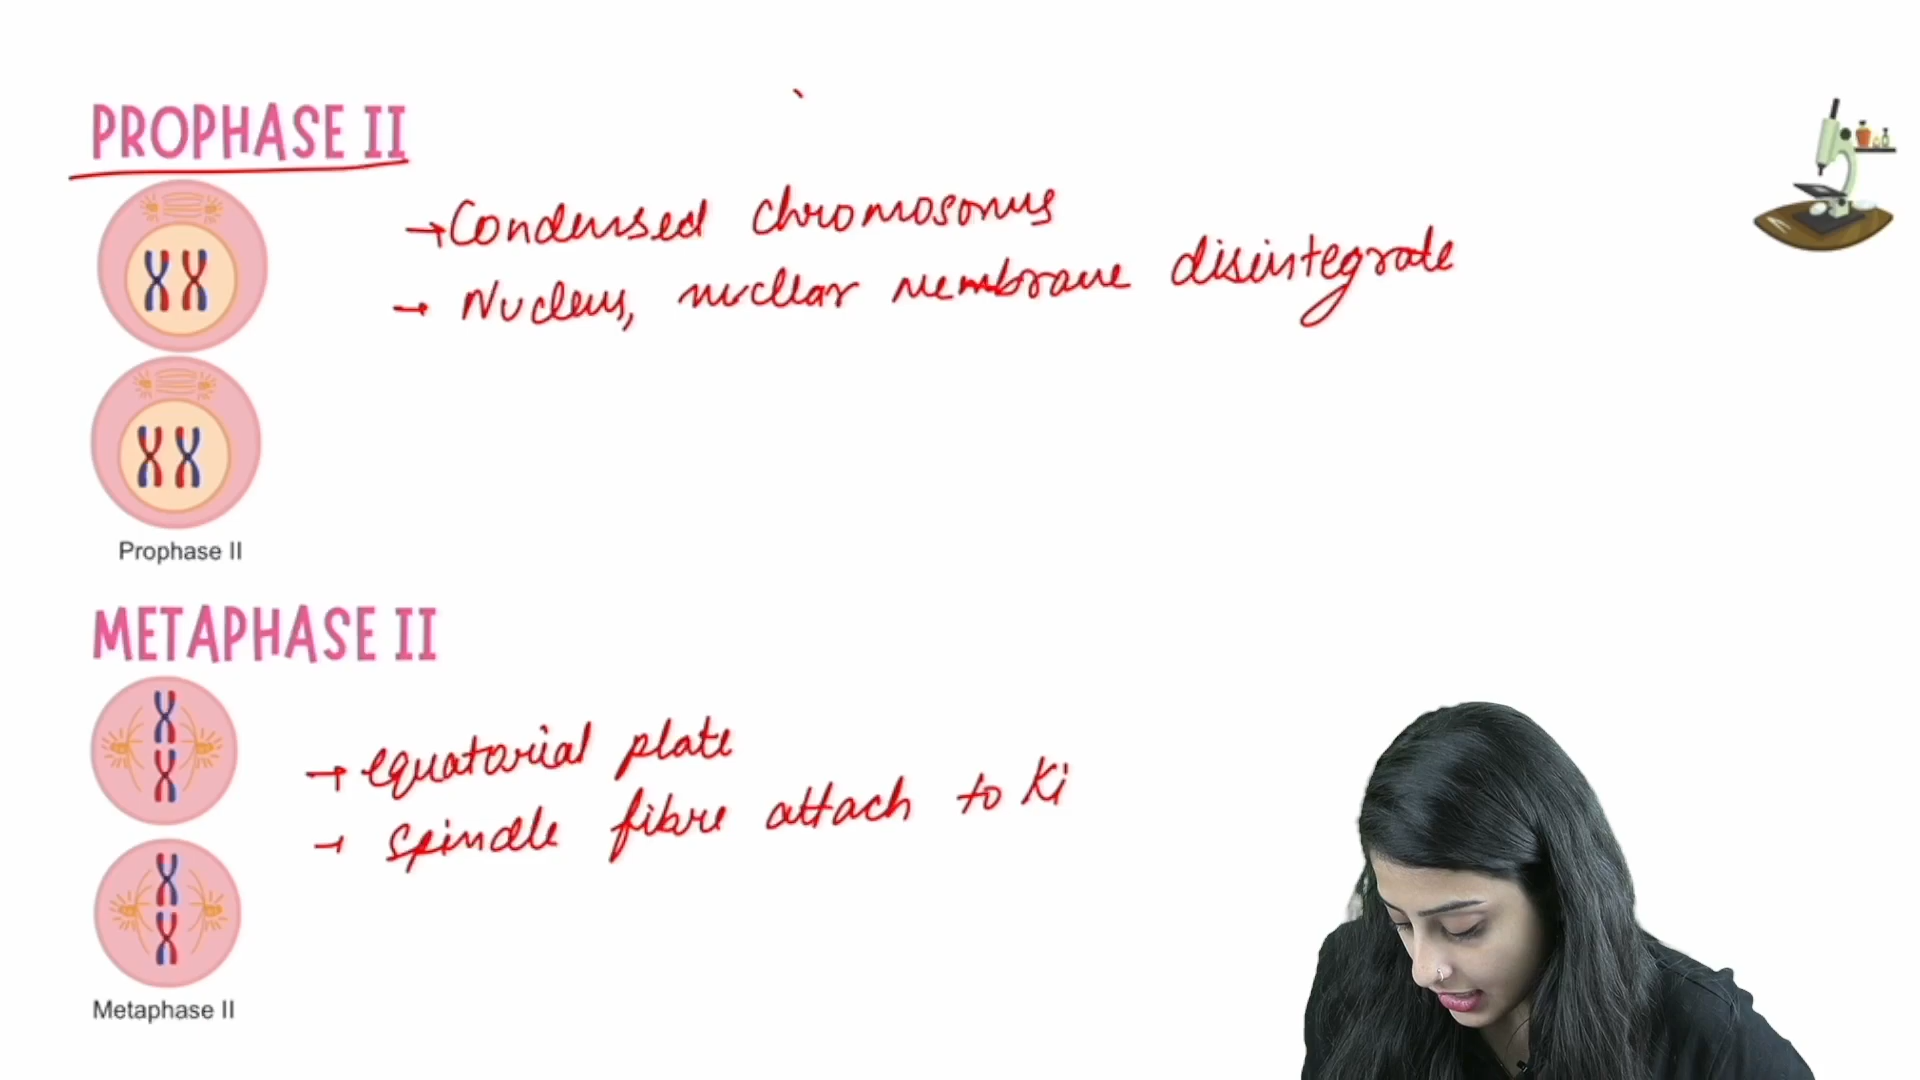 PROPHASE II
→ Condensed chromosomes
→ Nucleus, nuclear membrane disintegrate
Prophase II
METAPHASE II
→ equatorial plate
→ Spindle fibre attach to Ki
Metaphase II